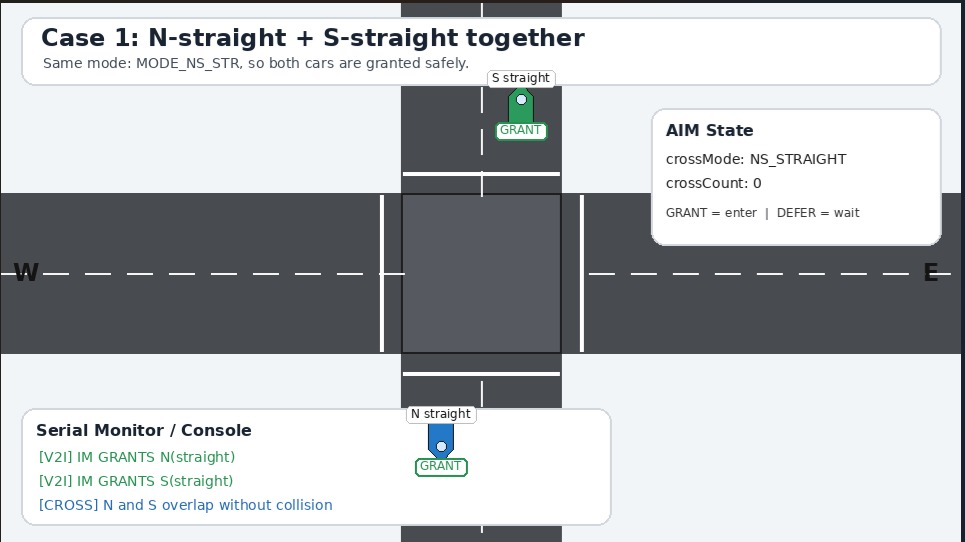 Case 1: N-straight + S-straight together
Same mode: MODE_NS_STR, so both cars are granted safely.
S straight
GRANT
AIM State
crossMode: NS_STRAIGHT
crossCount: 0
GRANT = enter | DEFER = wait
W
E
N straight
GRANT
Serial Monitor / Console
[V2I] IM GRANTS N(straight)
[V2I] IM GRANTS S(straight)
[CROSS] N and S overlap without collision